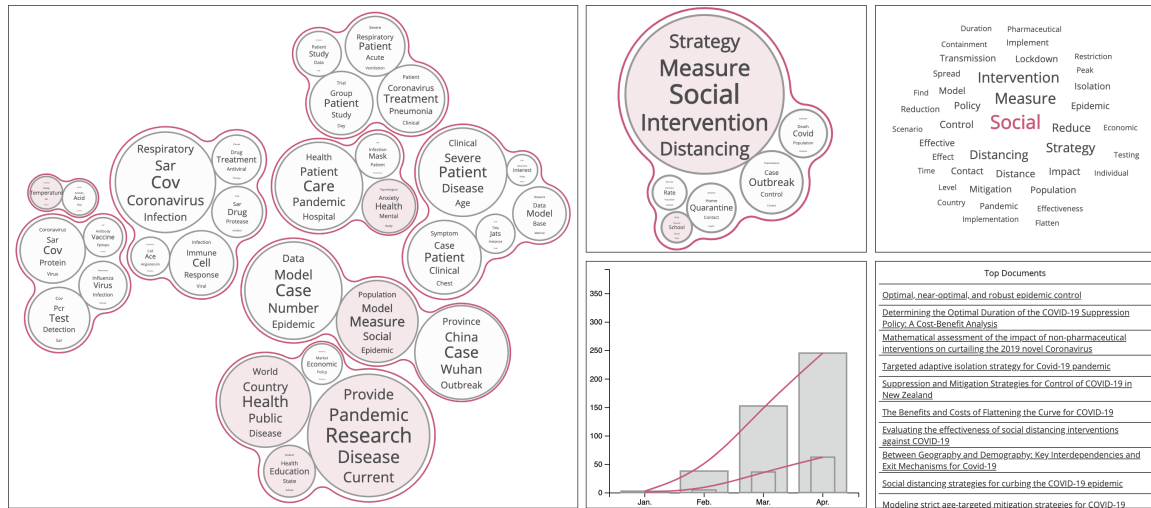 Severe
Respiratory
Patient
Acute
Ventilation
Patient
Study
Data
Trial
Group
Patient
Study
Day
Patient
Coronavirus
Treatment
Pneumonia
Clinical
Respiratory
Sar
Cov
Coronavirus
Infection
Drug
Treatment
Antiviral
Sar
Drug
Protease
Infection
Immune
Cell
Response
Viral
Ace
Temperature
Acid
Coronavirus
Sar
Cov
Protein
Virus
Antibody
Vaccine
Epitope
Influenza
Virus
Infection
Cov
Pcr
Test
Detection
Sar
Health
Patient
Care
Pandemic
Hospital
Infection
Mask
Patient
Psychological
Anxiety
Health
Mental
Clinical
Severe
Patient
Disease
Age
Interest
Data
Model
Base
Title
Jats
Symptom
Case
Patient
Clinical
Chest
Data
Model
Case
Number
Epidemic
Population
Model
Measure
Social
Epidemic
Province
China
Case
Wuhan
Outbreak
Market
Economic
Policy
World
Country
Health
Public
Disease
Health
Education
State
Provide
Pandemic
Research
Disease
Current
Strategy
Measure
Social
Intervention
Distancing
Death
Covid
Population
Case
Outbreak
Control
Rate
Home
Quarantine
Contact
School
Duration Pharmaceutical
Containment Implement
Transmission Lockdown Restriction
Spread Intervention Peak
Find Model Isolation
Reduction Policy Measure Epidemic
Scenario Control Social Reduce Economic
Effective Strategy
Effect Distancing Testing
Time Contact Distance Impact Individual
Level Mitigation Population
Country Pandemic Effectiveness
Implementation Flatten
350
300
250
200
150
100
50
0
Jan. Feb. Mar. Apr.
Top Documents
Optimal, near-optimal, and robust epidemic control
Determining the Optimal Duration of the COVID-19 Suppression
Policy: A Cost-Benefit Analysis
Mathematical assessment of the impact of non-pharmaceutical
interventions on curtailing the 2019 novel Coronavirus
Targeted adaptive isolation strategy for Covid-19 pandemic
Suppression and Mitigation Strategies for Control of COVID-19 in
New Zealand
The Benefits and Costs of Flattening the Curve for COVID-19
Evaluating the effectiveness of social distancing interventions
against COVID-19
Between Geography and Demography: Key Interdependencies and
Exit Mechanisms for Covid-19
Social distancing strategies for curbing the COVID-19 epidemic
Modeling strict age-targeted mitigation strategies for COVID-19